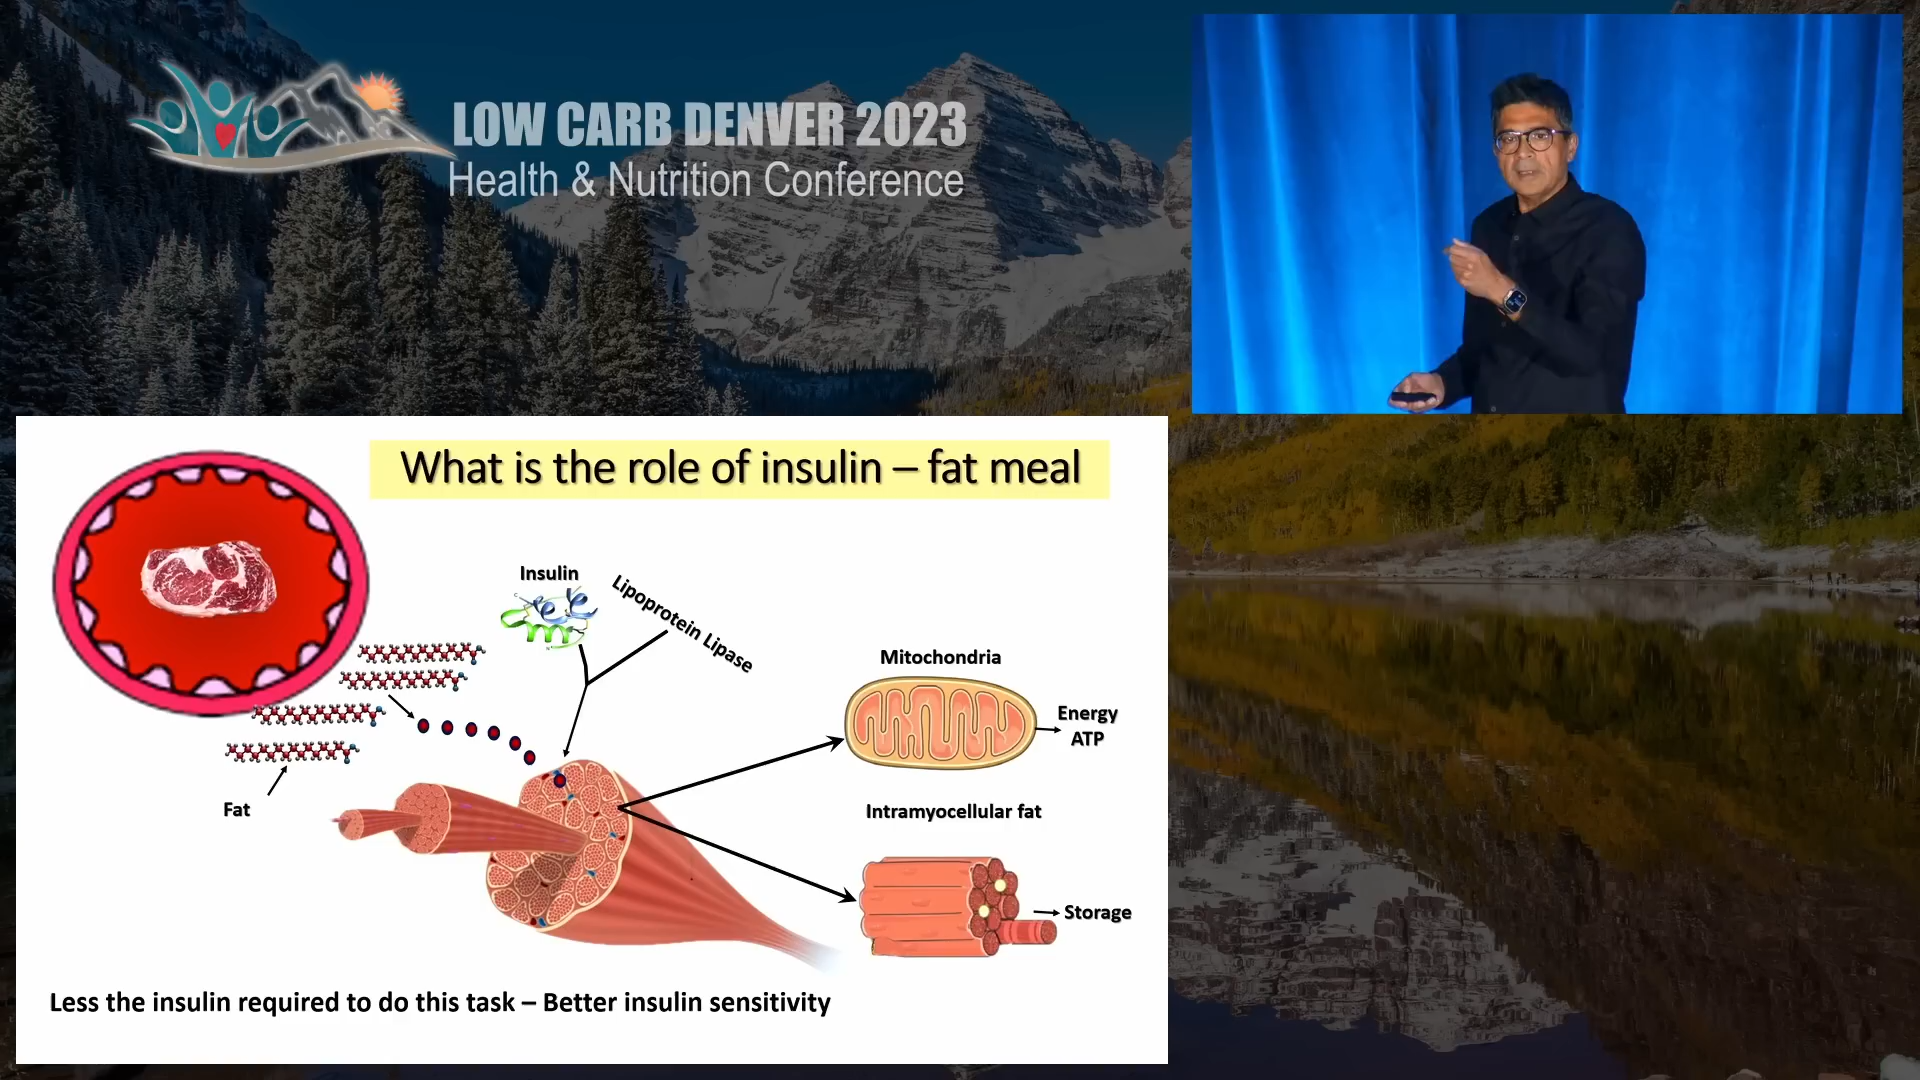 LOW CARB DENVER 2023
Health & Nutrition Conference
What is the role of insulin – fat meal
Insulin
Lipoprotein Lipase
Mitochondria
Energy
ATP
Fat
Intramyocellular fat
Storage
Less the insulin required to do this task – Better insulin sensitivity